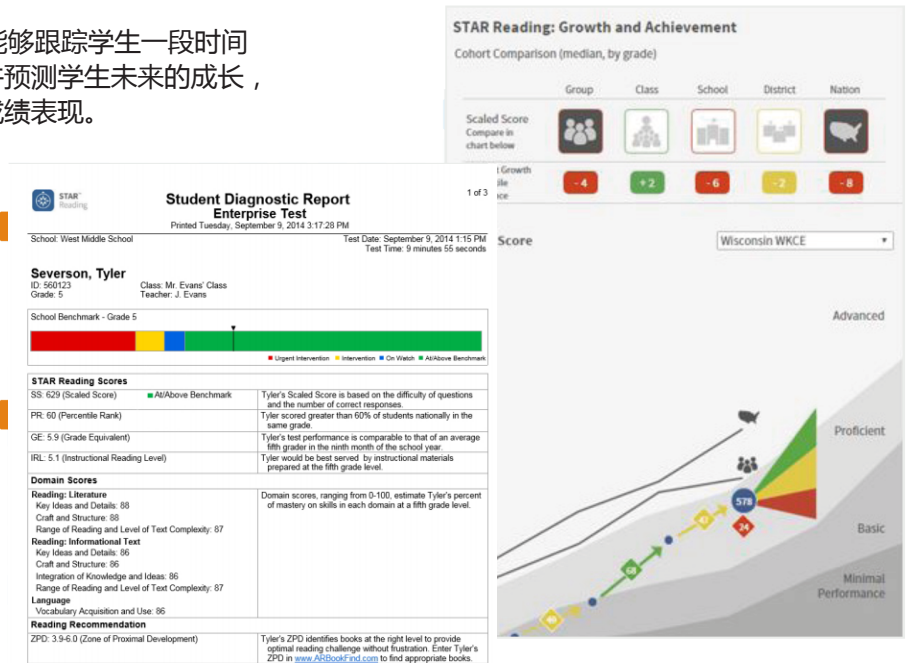 能够跟踪学生一段时间
预测学生未来的成长，
绩表现。
STAR Reading: Growth and Achievement
Cohort Comparison (median, by grade)
Group Class School District Nation
Scaled Score
Compare in
chart below
Growth
-4 +2 -6 -2 -8
Score
Wisconsin WKCE
Advanced
Proficient
Basic
Minimal
Performance
578
47
24
68
40
STAR™
Reading
Student Diagnostic Report
Enterprise Test
Printed Tuesday, September 9, 2014 3:17:28 PM
1 of 3
School: West Middle School
Test Date: September 9, 2014 1:15 PM
Test Time: 9 minutes 55 seconds
Severson, Tyler
ID: 560123 Class: Mr. Evans' Class
Grade: 5 Teacher: J. Evans
School Benchmark - Grade 5
Urgent Intervention Intervention On Watch At/Above Benchmark
STAR Reading Scores
SS: 629 (Scaled Score) At/Above Benchmark
Tyler's Scaled Score is based on the difficulty of questions
and the number of correct responses.
PR: 60 (Percentile Rank)
Tyler scored greater than 60% of students nationally in the
same grade.
GE: 5.9 (Grade Equivalent)
Tyler's test performance is comparable to that of an average
fifth grader in the ninth month of the school year.
IRL: 5.1 (Instructional Reading Level)
Tyler would be best served by instructional materials
prepared at the fifth grade level.
Domain Scores
Reading: Literature
Key Ideas and Details: 88
Craft and Structure: 88
Range of Reading and Level of Text Complexity: 87
Reading: Informational Text
Key Ideas and Details: 86
Craft and Structure: 86
Integration of Knowledge and Ideas: 86
Range of Reading and Level of Text Complexity: 87
Language
Vocabulary Acquisition and Use: 86
Domain scores, ranging from 0-100, estimate Tyler's percent
of mastery on skills in each domain at a fifth grade level.
Reading Recommendation
ZPD: 3.9-6.0 (Zone of Proximal Development)
Tyler's ZPD identifies books at the right level to provide
optimal reading challenge without frustration. Enter Tyler's
ZPD in www.ARBookFind.com to find appropriate books.